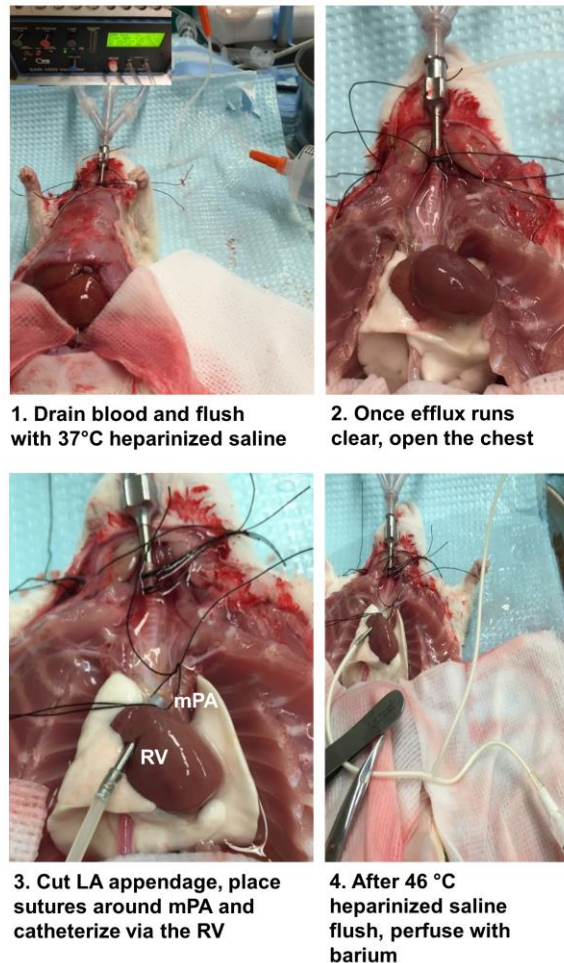 1. Drain blood and flush
with 37°C heparinized saline
2. Once efflux runs
clear, open the chest
mPA
RV
3. Cut LA appendage, place
sutures around mPA and
catheterize via the RV
4. After 46 °C
heparinized saline
flush, perfuse with
barium